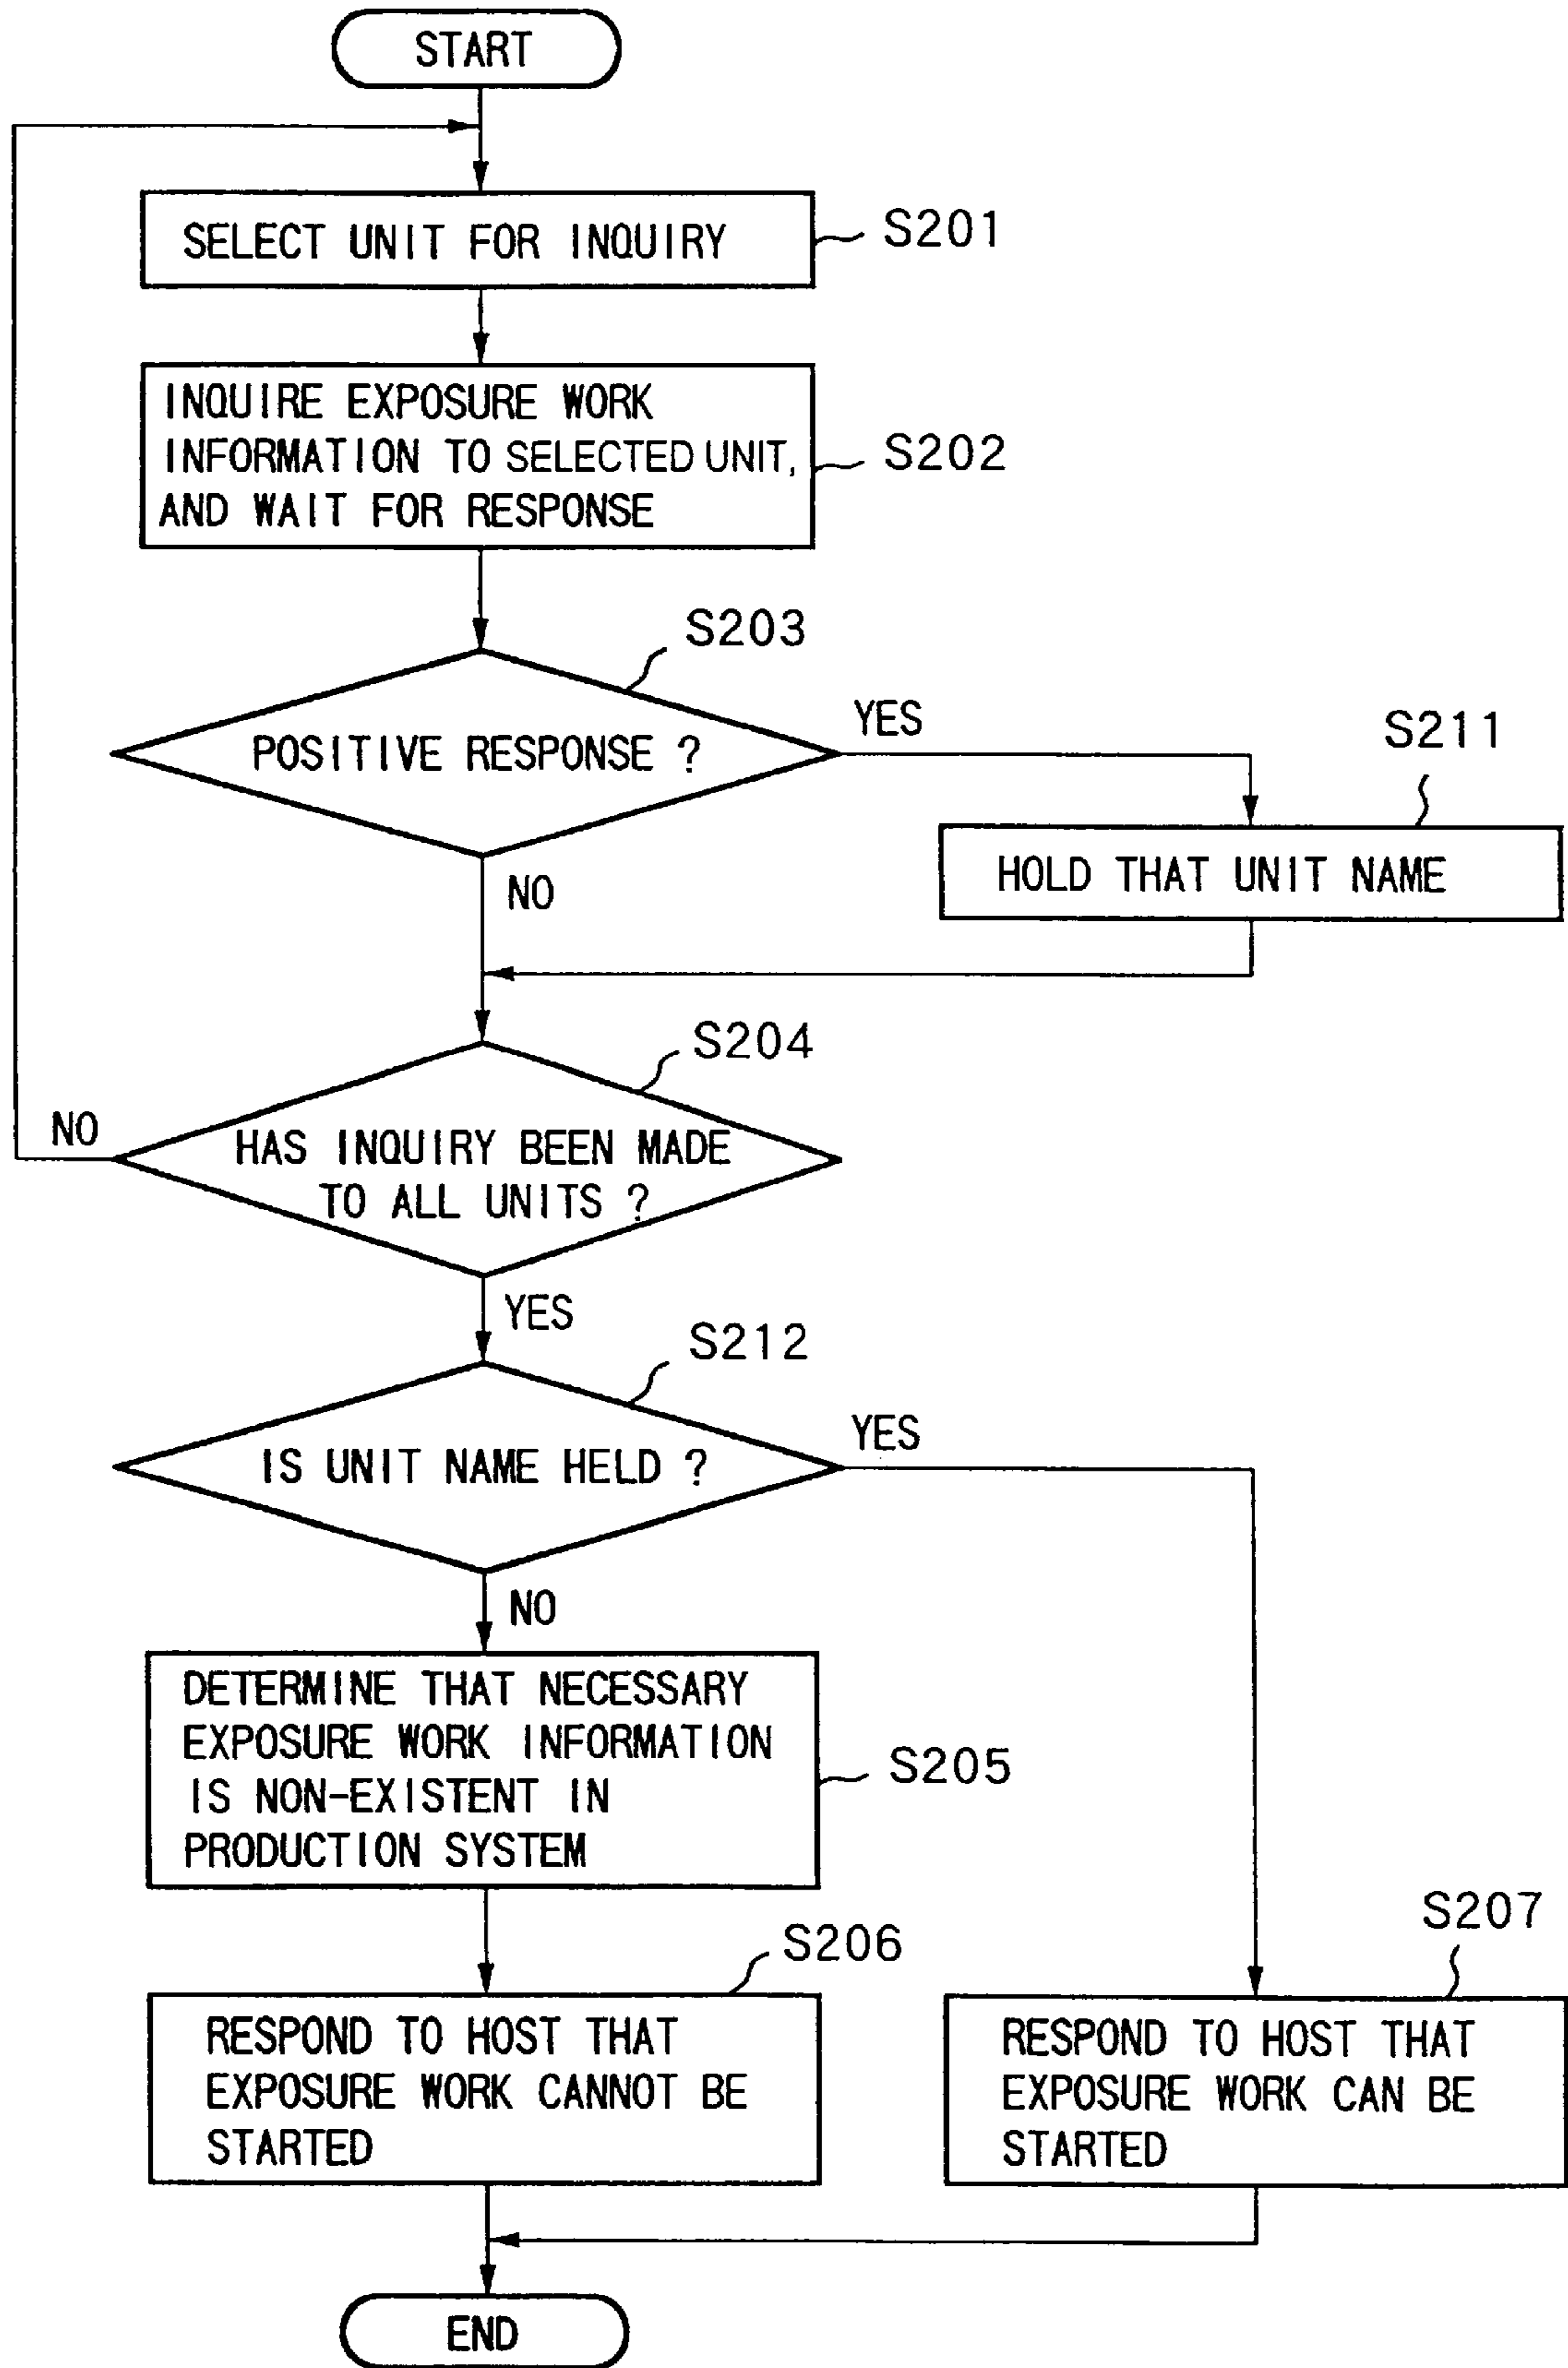 START
SELECT UNIT FOR INQUIRY
S201
INQUIRE EXPOSURE WORK
INFORMATION TO SELECTED UNIT,
AND WAIT FOR RESPONSE
S202
S203
POSITIVE RESPONSE ?
YES
S211
HOLD THAT UNIT NAME
NO
S204
NO
HAS INQUIRY BEEN MADE
TO ALL UNITS ?
YES
S212
IS UNIT NAME HELD ?
YES
NO
DETERMINE THAT NECESSARY
EXPOSURE WORK INFORMATION
IS NON-EXISTENT IN
PRODUCTION SYSTEM
S205
S206
RESPOND TO HOST THAT
EXPOSURE WORK CANNOT BE
STARTED
S207
RESPOND TO HOST THAT
EXPOSURE WORK CAN BE
STARTED
END